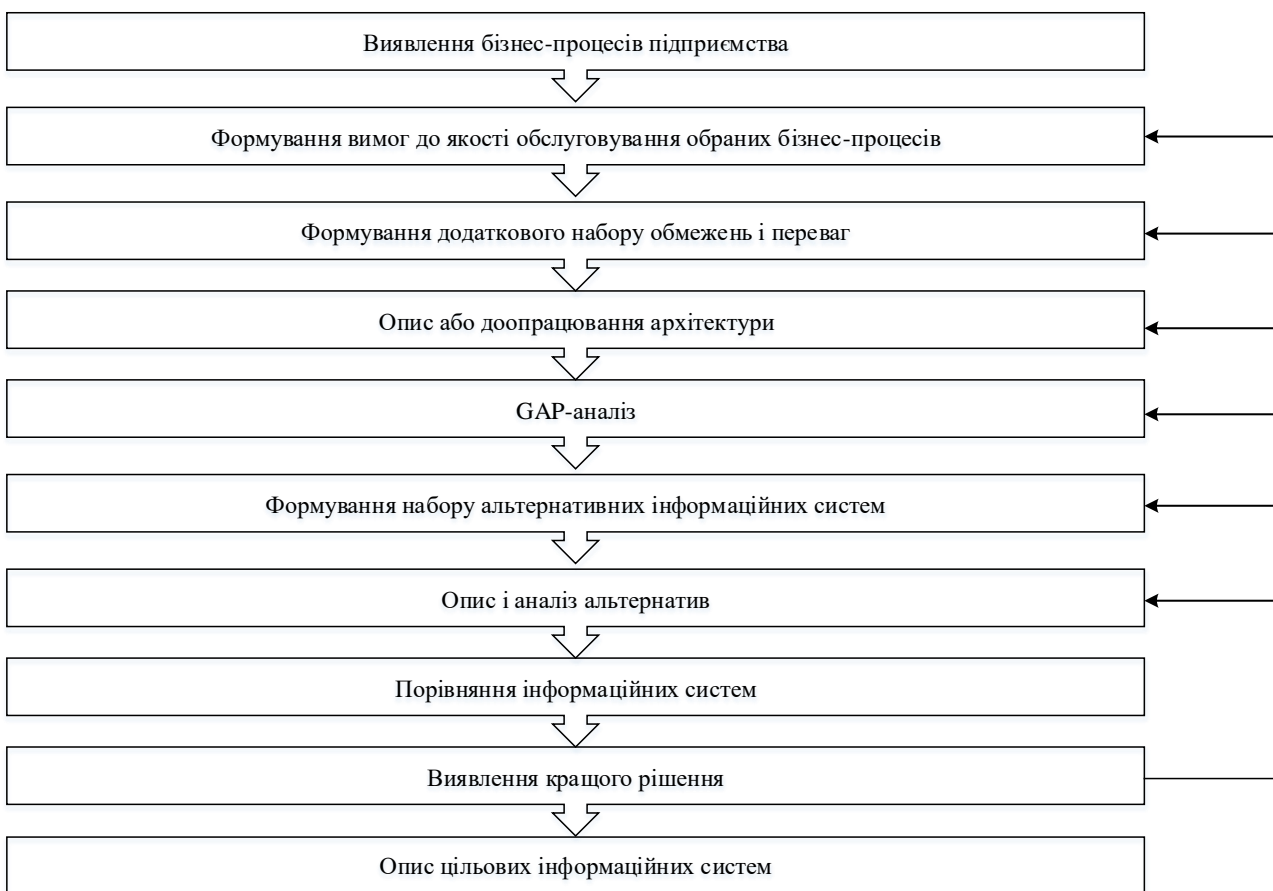 Виявлення бізнес-процесів підприємства
Формування вимог до якості обслуговування обраних бізнес-процесів
Формування додаткового набору обмежень і переваг
Опис або доопрацювання архітектури
GAP-аналіз
Формування набору альтернативних інформаційних систем
Опис і аналіз альтернатив
Порівняння інформаційних систем
Виявлення кращого рішення
Опис цільових інформаційних систем